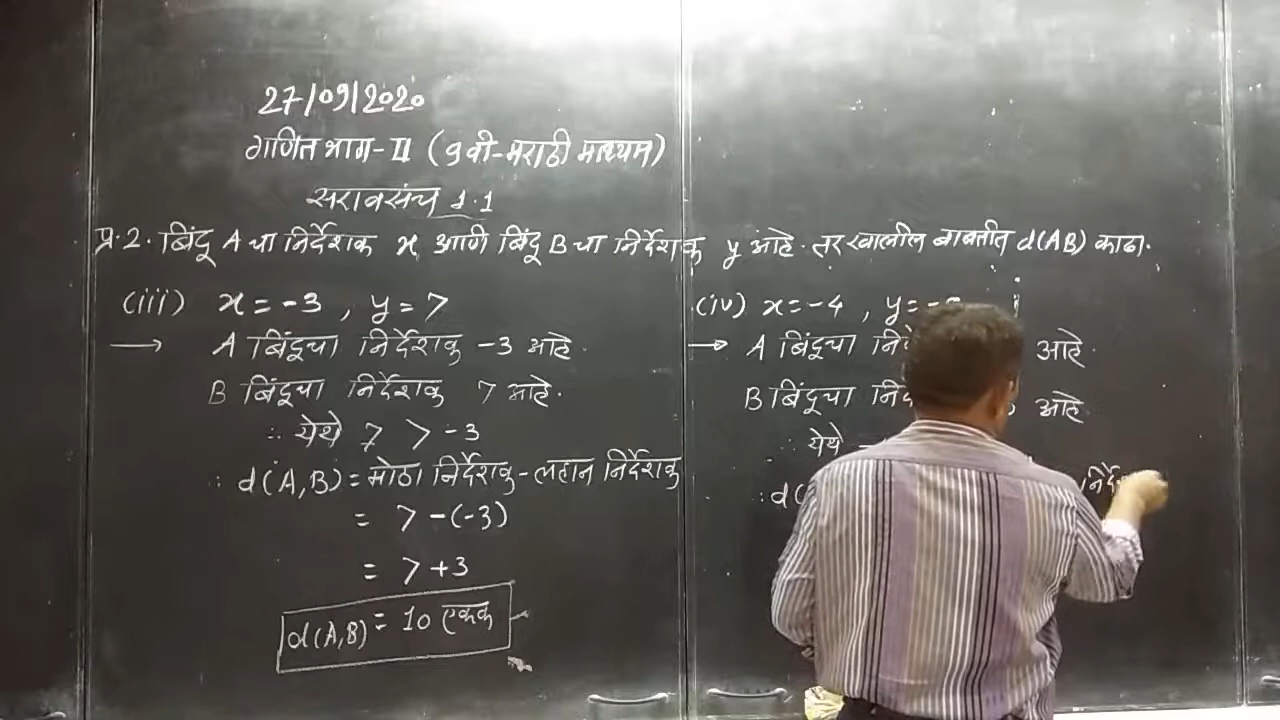 27/09/2020
गणित भाग-II (9वी-मराठी माध्यम)
सरावसंच 1.1
प्र.2. बिंदू A चा निर्देशक x आणि बिंदू B चा निर्देशक y आहे. तर खालील बाबतीत d(AB) काढा.
(iii) x = -3, y = 7
→ A बिंदूचा निर्देशक -3 आहे.
B बिंदूचा निर्देशक 7 आहे.
∴ येथे 7 > -3
∴ d(A,B) = मोठा निर्देशक - लहान निर्देशक
= 7-(-3)
= 7+3
d(A,B) = 10 एकक
(iv) x = -4, y = -
→ A बिंदूचा आहे.
B बिंदूचा आहे.
∴ येथे
∴ d(